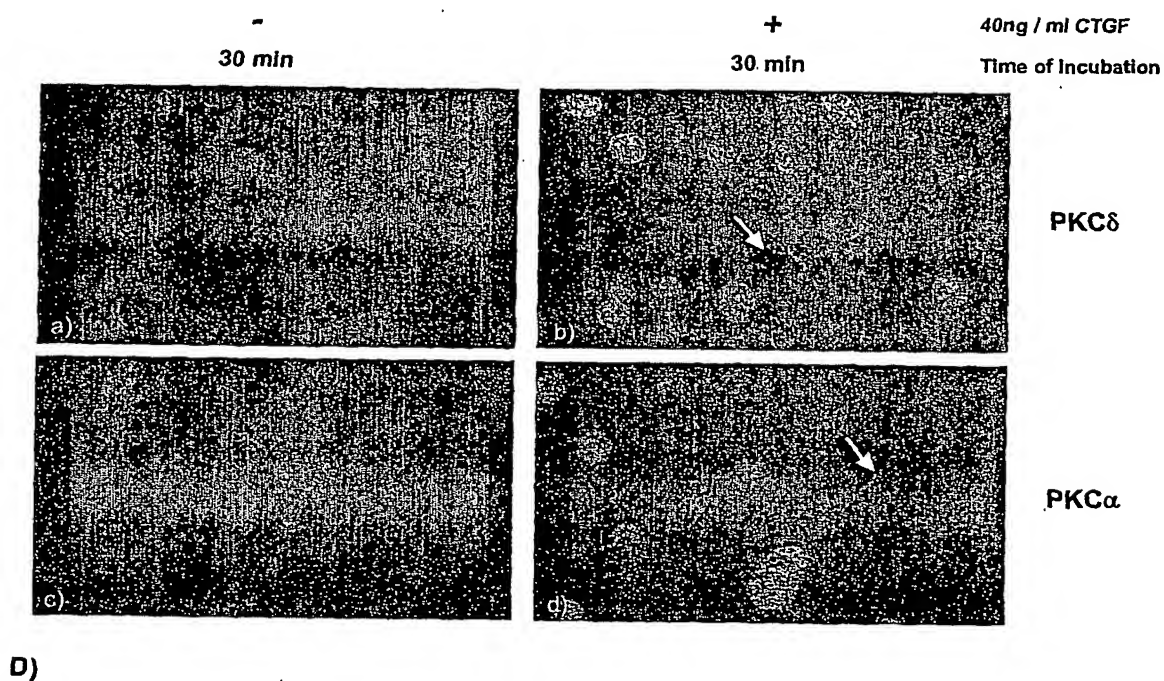 - + 40ng / ml CTGF
30 min 30 min Time of Incubation
a) b) PKCδ
c) d) PKCα
D)